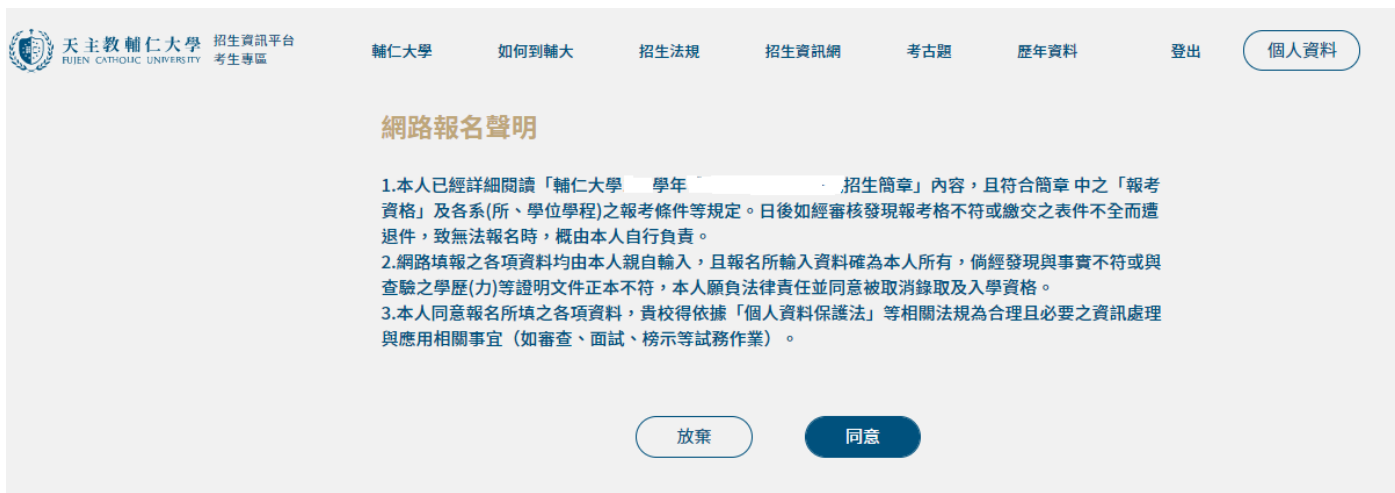 天主教輔仁大學 招生資訊平台
FUJEN CATHOLIC UNIVERSITY 考生專區
輔仁大學 如何到輔大 招生法規 招生資訊網 考古題 歷年資料 登出 個人資料
網路報名聲明
1.本人已經詳細閱讀「輔仁大學 學年 招生簡章」內容，且符合簡章 中之「報考
資格」及各系(所、學位學程)之報考條件等規定。日後如經審核發現報考格不符或繳交之表件不全而遭
退件，致無法報名時，概由本人自行負責。
2.網路填報之各項資料均由本人親自輸入，且報名所輸入資料確為本人所有，倘經發現與事實不符或與
查驗之學歷(力)等證明文件正本不符，本人願負法律責任並同意被取消錄取及入學資格。
3.本人同意報名所填之各項資料，貴校得依據「個人資料保護法」等相關法規為合理且必要之資訊處理
與應用相關事宜（如審查、面試、榜示等試務作業）。
放棄 同意